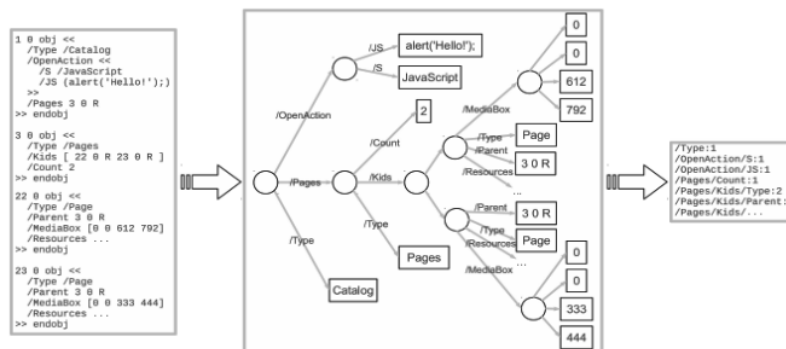 1 0 obj <<
/Type /Catalog
/OpenAction <<
/S /JavaScript
/JS (alert('Hello!');)
>>
/Pages 3 0 R
>> endobj
3 0 obj <<
/Type /Pages
/Kids [ 22 0 R 23 0 R ]
/Count 2
>> endobj
22 0 obj <<
/Type /Page
/Parent 3 0 R
/MediaBox [0 0 612 792]
/Resources ...
>> endobj
23 0 obj <<
/Type /Page
/Parent 3 0 R
/MediaBox [0 0 333 444]
/Resources ...
>> endobj
/JS
alert('Hello!');
/S
JavaScript
/OpenAction
/Count
2
/Pages
/Kids
/Type
Pages
/Type
Catalog
/MediaBox
0
0
612
792
/Type
Page
/Parent
3 0 R
/Resources
...
/Parent
3 0 R
/Type
Page
/Resources
...
/MediaBox
0
0
333
444
/Type:1
/OpenAction/S:1
/OpenAction/JS:1
/Pages/Count:1
/Pages/Kids/Type:2
/Pages/Kids/Parent:
/Pages/Kids/...